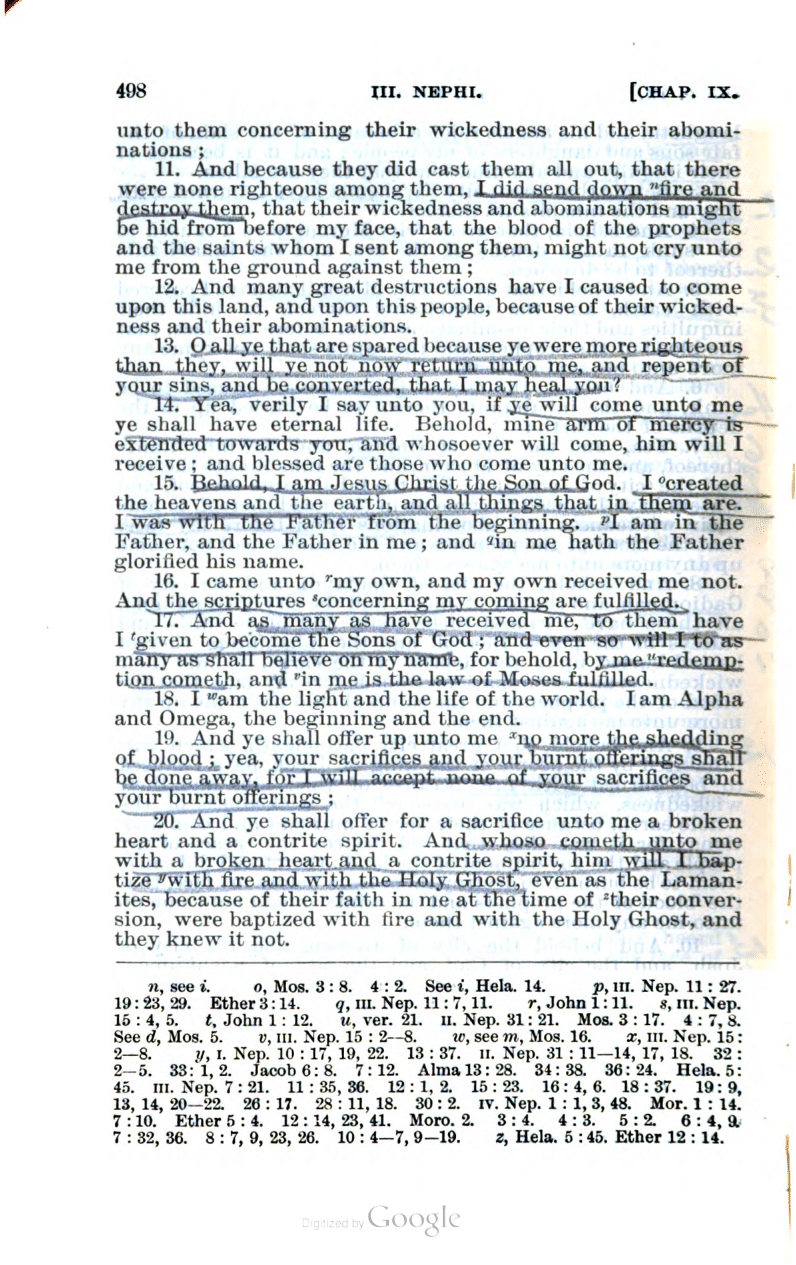 498 III. NEPHI. [CHAP. IX.
unto them concerning their wickedness and their abomi-
nations ;
11. And because they did cast them all out, that there
were none righteous among them, I did send down ⁿfire and
destroy them, that their wickedness and abominations might
be hid from before my face, that the blood of the prophets
and the saints whom I sent among them, might not cry unto
me from the ground against them ;
12. And many great destructions have I caused to come
upon this land, and upon this people, because of their wicked-
ness and their abominations.
13. O all ye that are spared because ye were more righteous
than they, will ye not now return unto me, and repent of
your sins, and be converted, that I may heal you?
14. Yea, verily I say unto you, if ye will come unto me
ye shall have eternal life. Behold, mine arm of mercy is
extended towards you, and whosoever will come, him will I
receive ; and blessed are those who come unto me.
15. Behold, I am Jesus Christ the Son of God. I ᵒcreated
the heavens and the earth, and all things that in them are.
I was with the Father from the beginning. ᵖI am in the
Father, and the Father in me ; and qin me hath the Father
glorified his name.
16. I came unto ʳmy own, and my own received me not.
And the scriptures ˢconcerning my coming are fulfilled.
17. And as many as have received me, to them have
I ᵗgiven to become the Sons of God ; and even so will I to as
many as shall believe on my name, for behold, by me ᵘredemp-
tion cometh, and ᵛin me is the law of Moses fulfilled.
18. I ʷam the light and the life of the world. I am Alpha
and Omega, the beginning and the end.
19. And ye shall offer up unto me ˣno more the shedding
of blood ; yea, your sacrifices and your burnt offerings shall
be done away, for I will accept none of your sacrifices and
your burnt offerings ;
20. And ye shall offer for a sacrifice unto me a broken
heart and a contrite spirit. And whoso cometh unto me
with a broken heart and a contrite spirit, him will I bap-
tize ʸwith fire and with the Holy Ghost, even as the Laman-
ites, because of their faith in me at the time of ᶻtheir conver-
sion, were baptized with fire and with the Holy Ghost, and
they knew it not.
n, see i. o, Mos. 3 : 8. 4 : 2. See i, Hela. 14. p, III. Nep. 11 : 27.
19 : 23, 29. Ether 3 : 14. q, III. Nep. 11 : 7, 11. r, John 1 : 11. s, III. Nep.
15 : 4, 5. t, John 1 : 12. u, ver. 21. II. Nep. 31 : 21. Mos. 3 : 17. 4 : 7, 8.
See d, Mos. 5. v, III. Nep. 15 : 2—8. w, see m, Mos. 16. x, III. Nep. 15 :
2—8. y, I. Nep. 10 : 17, 19, 22. 13 : 37. II. Nep. 31 : 11—14, 17, 18. 32 :
2—5. 33 : 1, 2. Jacob 6 : 8. 7 : 12. Alma 13 : 28. 34 : 38. 36 : 24. Hela. 5 :
45. III. Nep. 7 : 21. 11 : 35, 36. 12 : 1, 2. 15 : 23. 16 : 4, 6. 18 : 37. 19 : 9,
13, 14, 20—22. 26 : 17. 28 : 11, 18. 30 : 2. IV. Nep. 1 : 1, 3, 48. Mor. 1 : 14.
7 : 10. Ether 5 : 4. 12 : 14, 23, 41. Moro. 2. 3 : 4. 4 : 3. 5 : 2. 6 : 4, 9.
7 : 32, 36. 8 : 7, 9, 23, 26. 10 : 4—7, 9—19. z, Hela. 5 : 45. Ether 12 : 14.
Digitized by Google